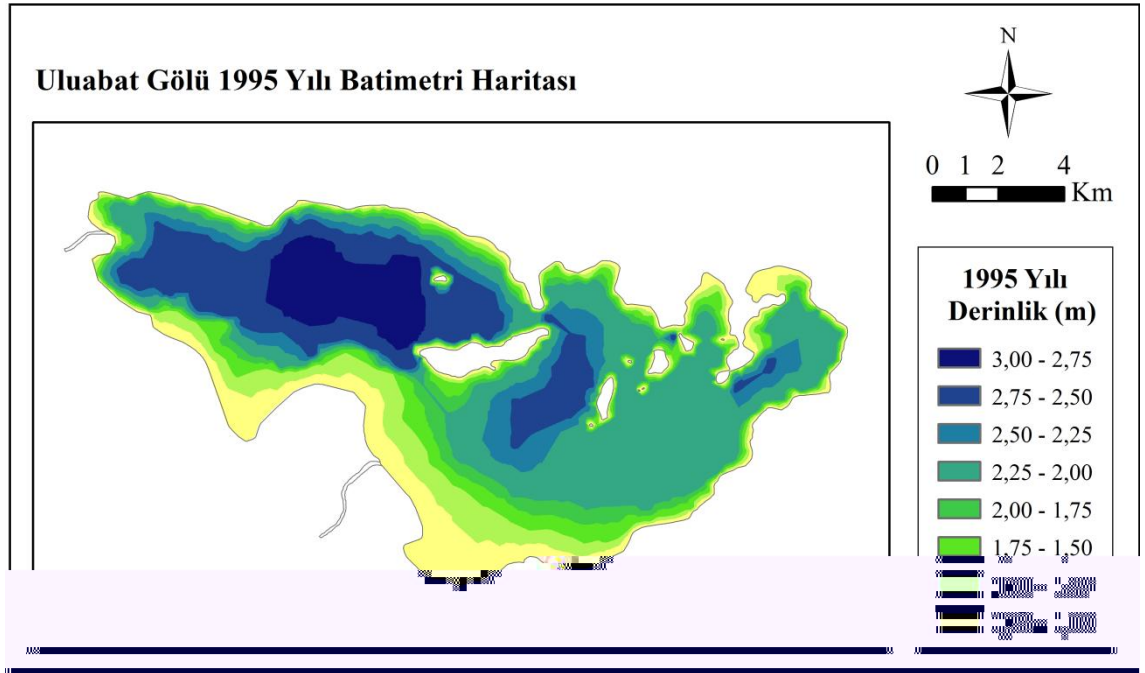 Uluabat Gölü 1995 Yılı Batimetri Haritası
N
0 1 2 4
Km
1995 Yılı
Derinlik (m)
3,00 - 2,75
2,75 - 2,50
2,50 - 2,25
2,25 - 2,00
2,00 - 1,75
1,75 - 1,50